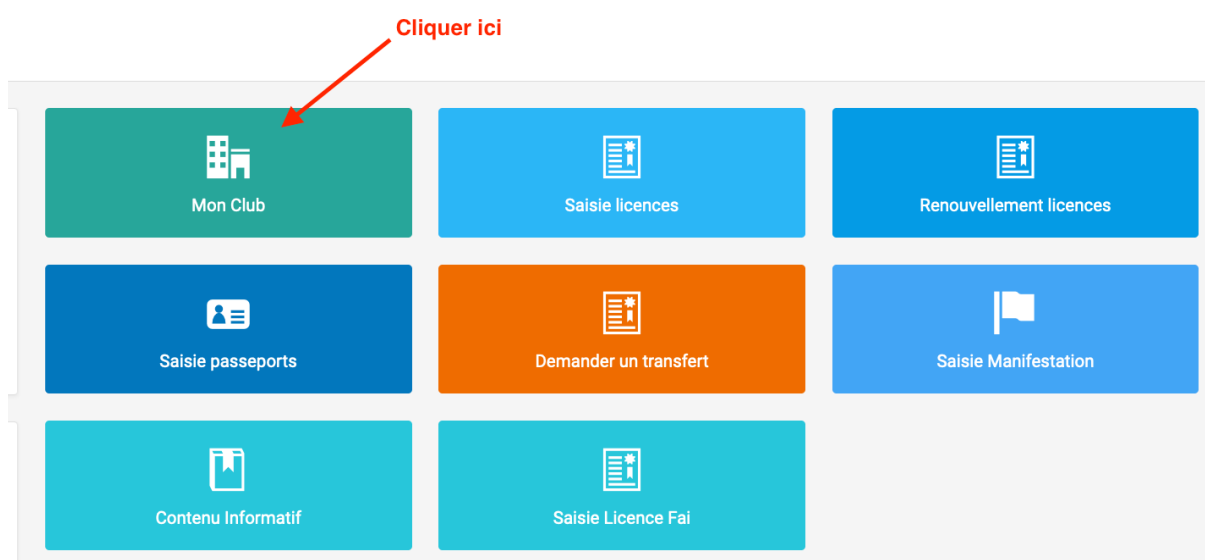 Cliquer ici
Mon Club
Saisie licences
Renouvellement licences
Saisie passeports
Demander un transfert
Saisie Manifestation
Contenu Informatif
Saisie Licence Fai